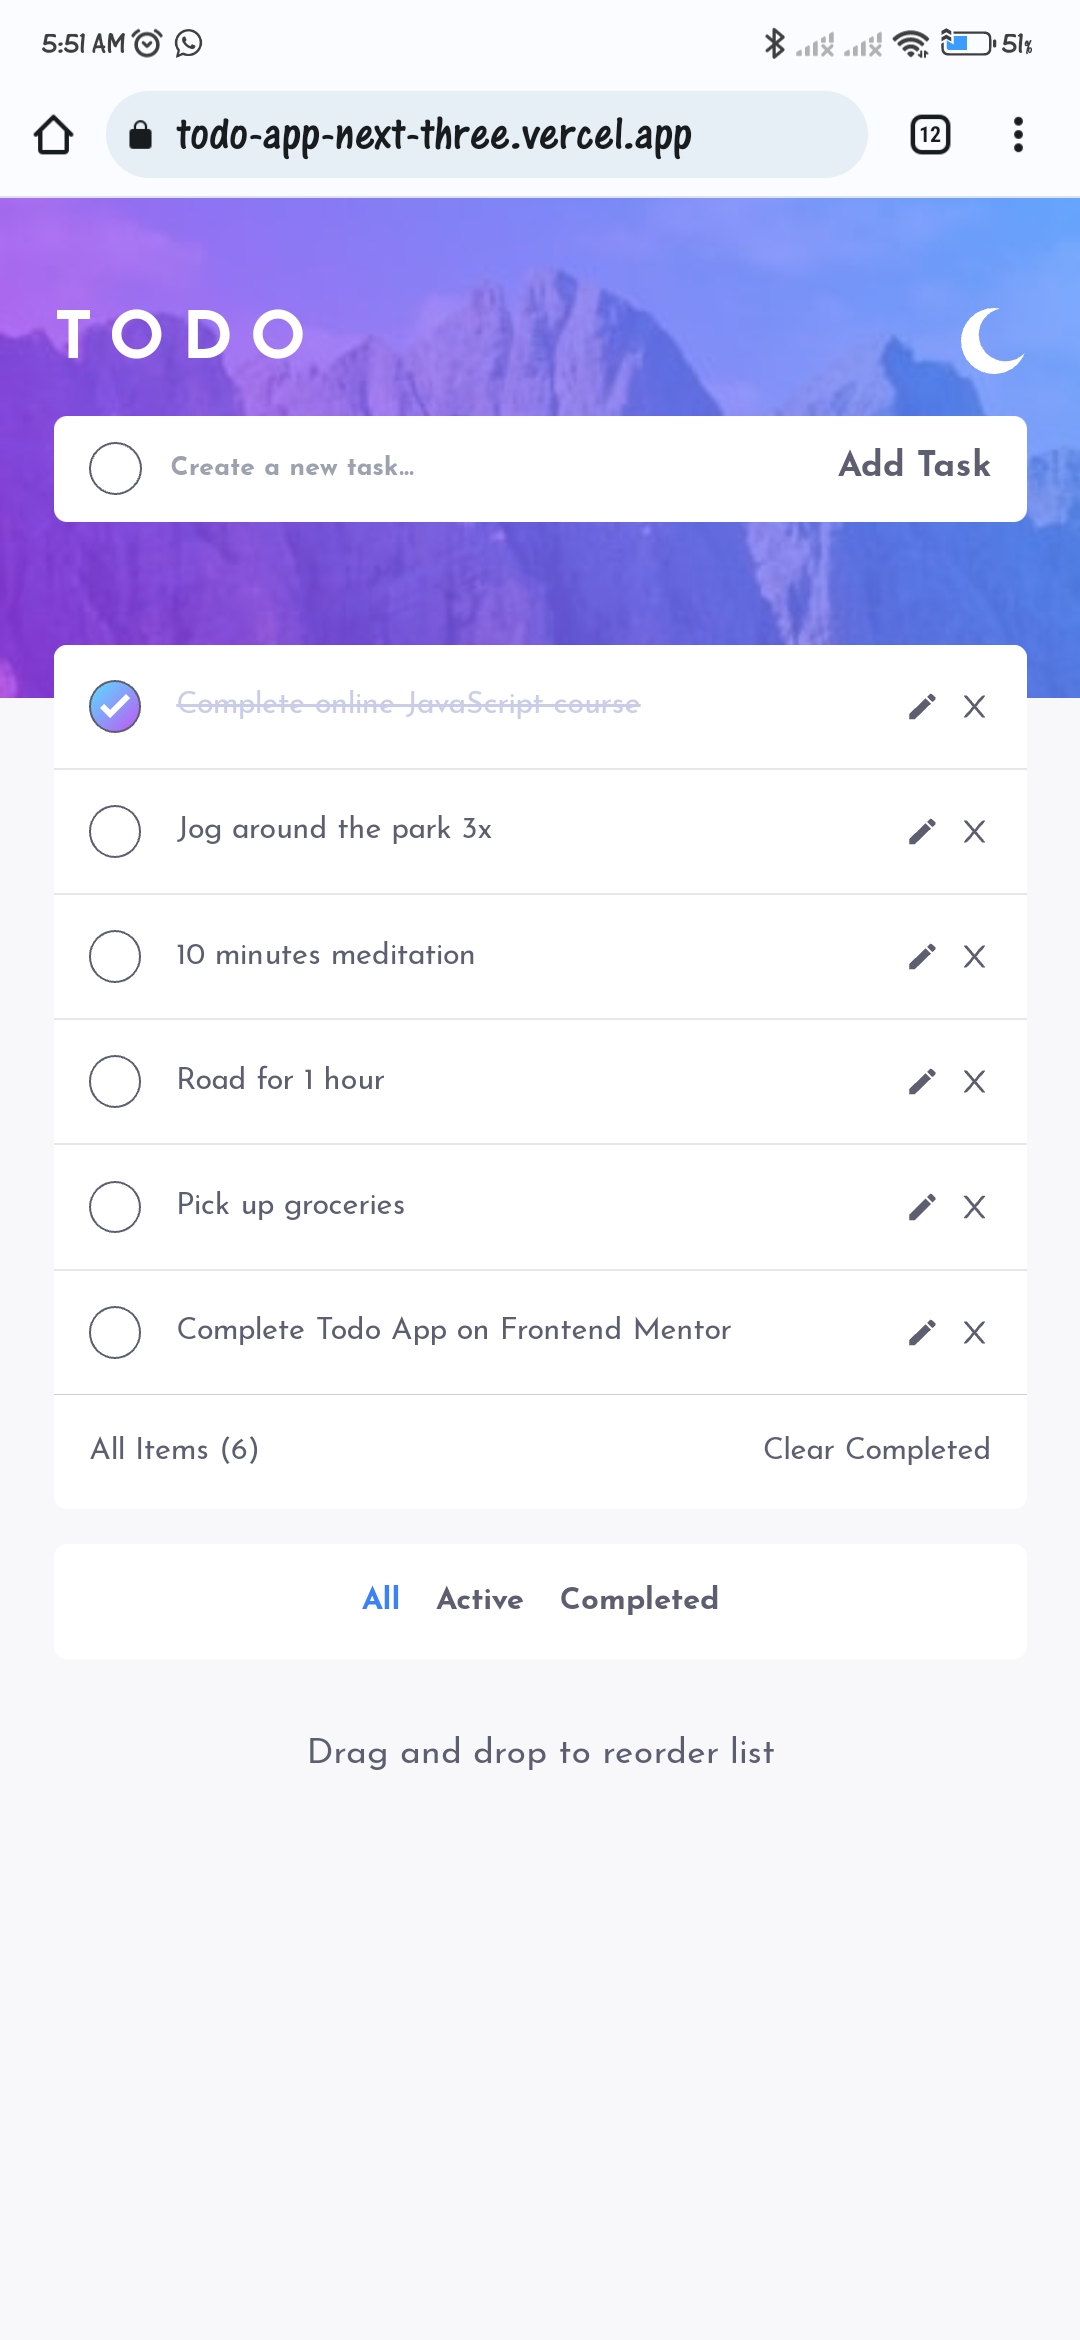 5:51 AM 51%
todo-app-next-three.vercel.app 12
TODO
Create a new task... Add Task
Complete online JavaScript course
Jog around the park 3x
10 minutes meditation
Road for 1 hour
Pick up groceries
Complete Todo App on Frontend Mentor
All Items (6) Clear Completed
All Active Completed
Drag and drop to reorder list